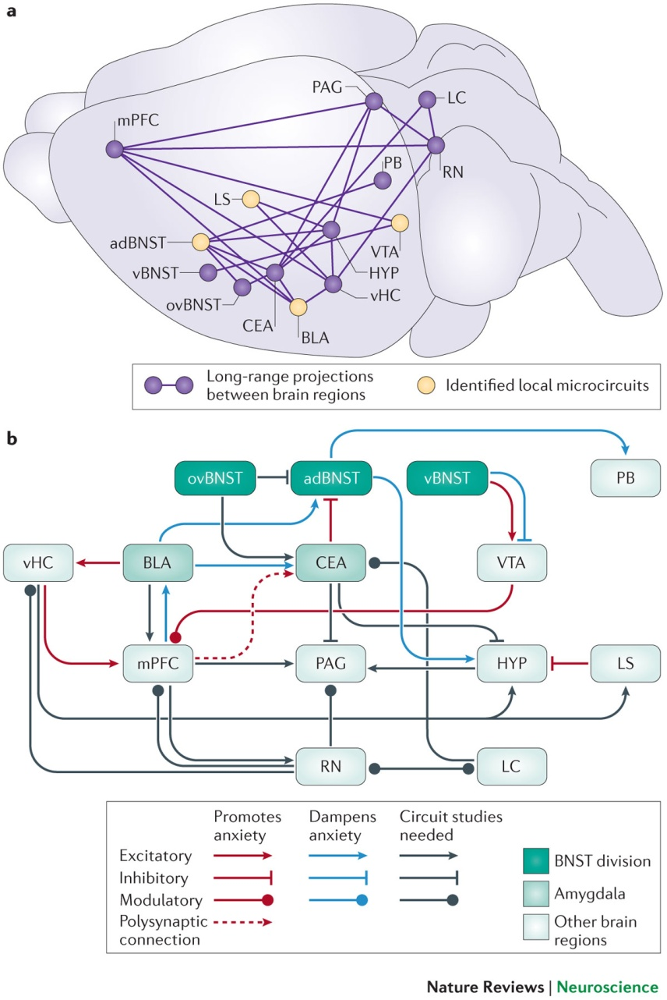 a
PAG
LC
mPFC
PB
RN
LS
adBNST
VTA
vBNST
HYP
ovBNST
vHC
CEA
BLA
Long-range projections
between brain regions
Identified local microcircuits
b
ovBNST
adBNST
vBNST
PB
vHC
BLA
CEA
VTA
mPFC
PAG
HYP
LS
RN
LC
Promotes
anxiety
Dampens
anxiety
Circuit studies
needed
Excitatory
Inhibitory
Modulatory
Polysynaptic
connection
BNST division
Amygdala
Other brain
regions
Nature Reviews | Neuroscience